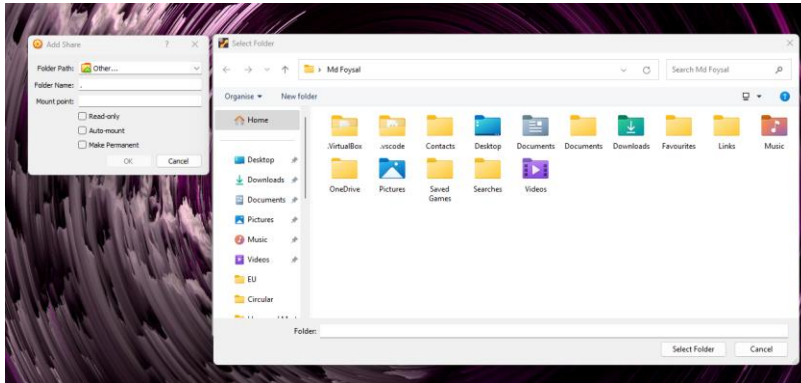 Add Share
?
Folder Path:
Other...
Folder Name:
.
Mount point:
Read-only
Auto-mount
Make Permanent
OK
Cancel
Select Folder
Md Foysal
Search Md Foysal
Organise
New folder
Home
Desktop
Downloads
Documents
Pictures
Music
Videos
EU
Circular
.VirtualBox
.vscode
Contacts
Desktop
Documents
Documents
Downloads
Favourites
Links
Music
OneDrive
Pictures
Saved
Games
Searches
Videos
Folder:
Select Folder
Cancel